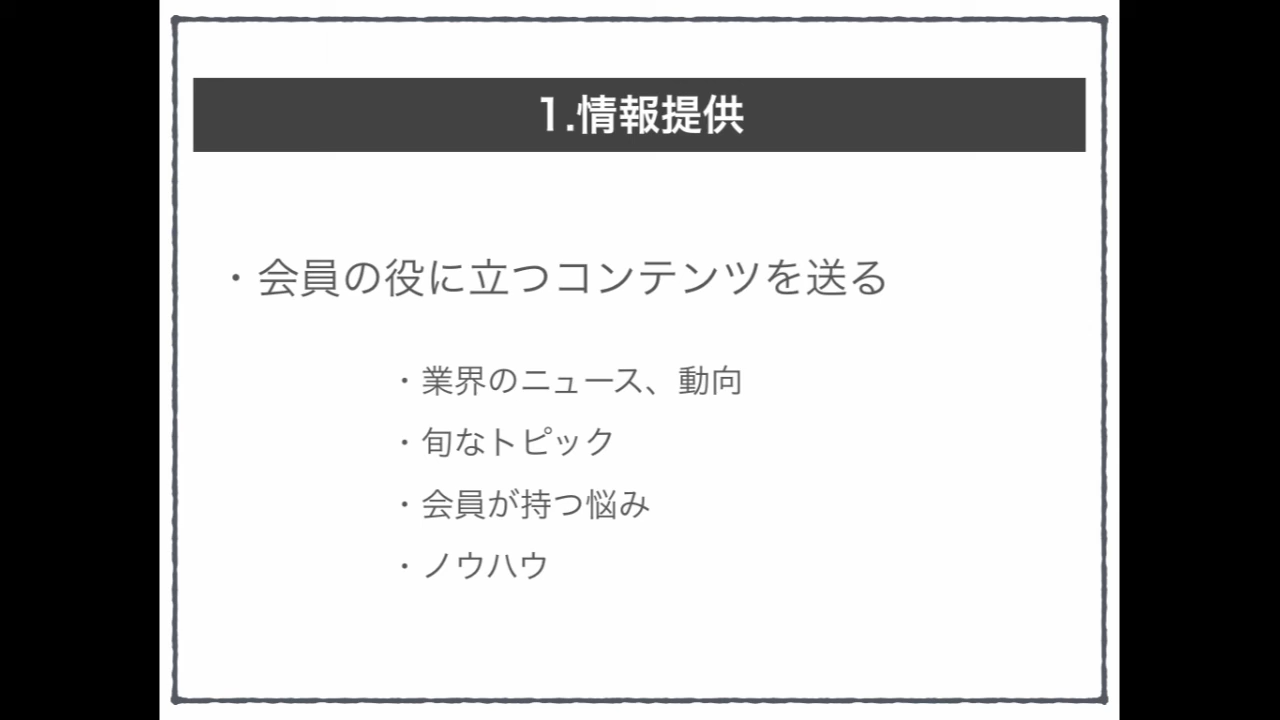 1.情報提供
・会員の役に立つコンテンツを送る
・業界のニュース、動向
・旬なトピック
・会員が持つ悩み
・ノウハウ